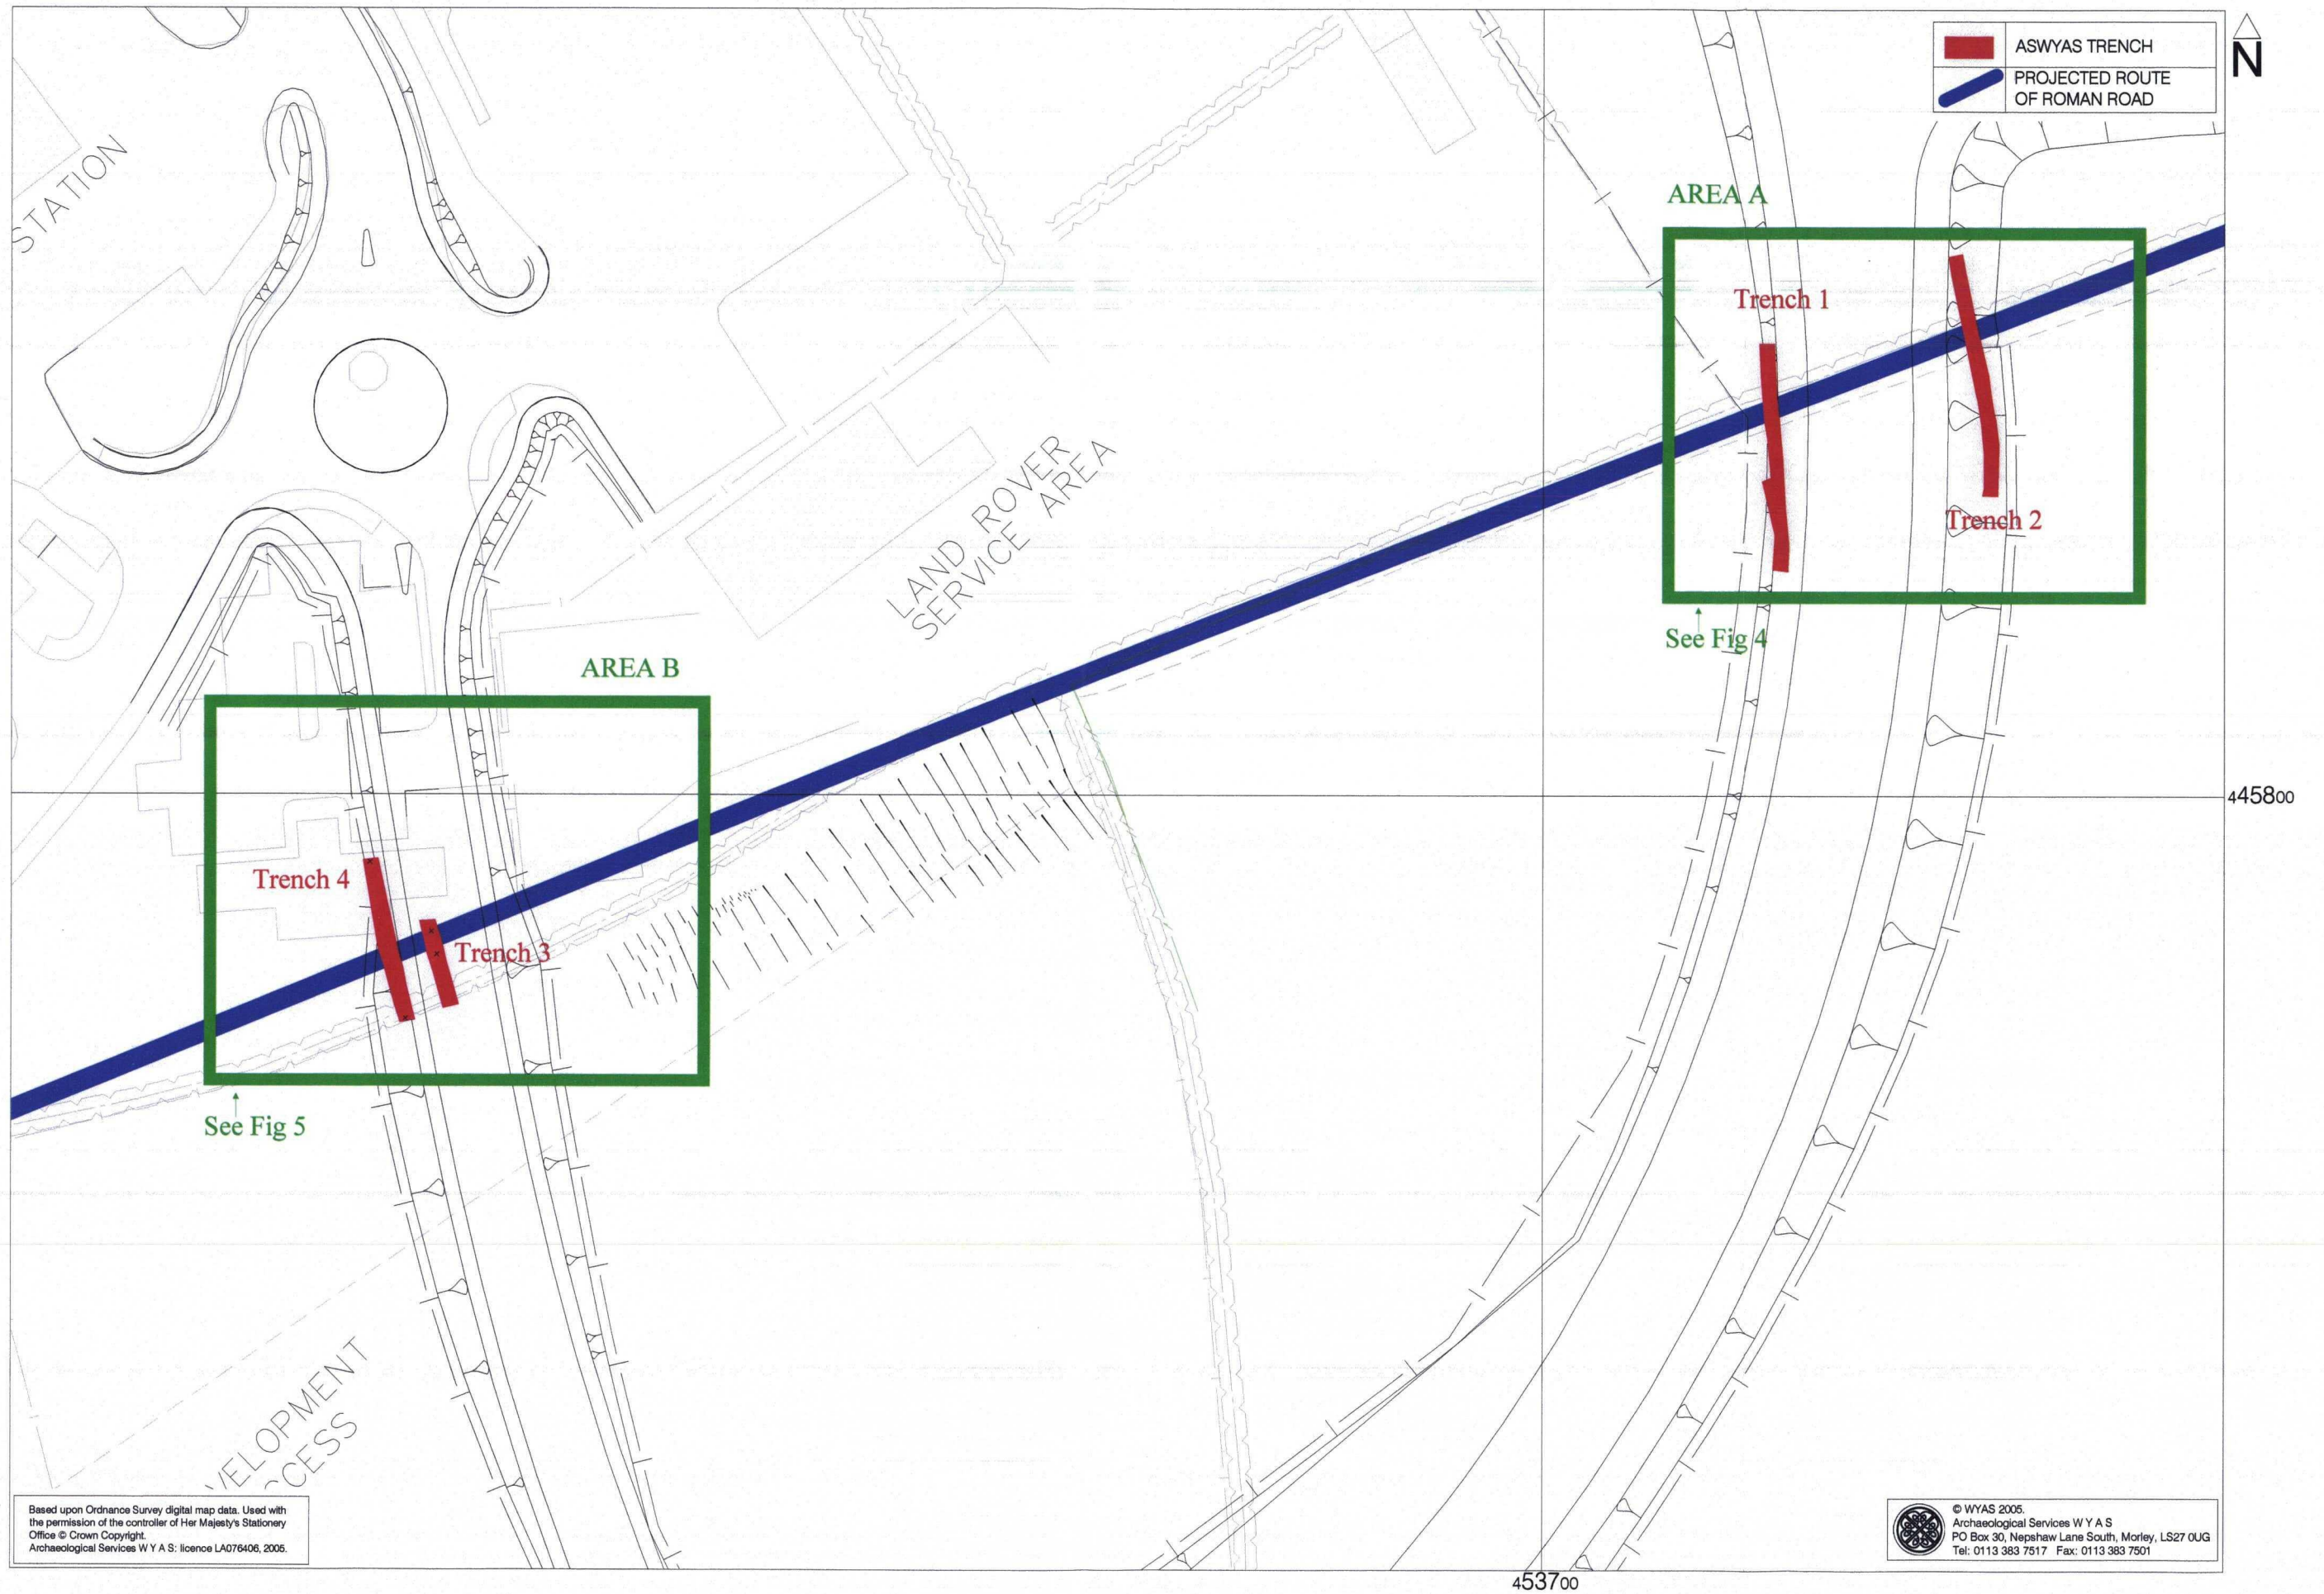 ASWYAS TRENCH
PROJECTED ROUTE
OF ROMAN ROAD
N
STATION
AREA A
Trench 1
Trench 2
See Fig 4
LAND ROVER
SERVICE AREA
AREA B
445800
Trench 4
Trench 3
See Fig 5
VELOPMENT
CCESS
Based upon Ordnance Survey digital map data. Used with
the permission of the controller of Her Majesty's Stationery
Office © Crown Copyright.
Archaeological Services W Y A S: licence LA076406, 2005.
© WYAS 2005.
Archaeological Services W Y A S
PO Box 30, Nepshaw Lane South, Morley, LS27 0UG
Tel: 0113 383 7517 Fax: 0113 383 7501
453700